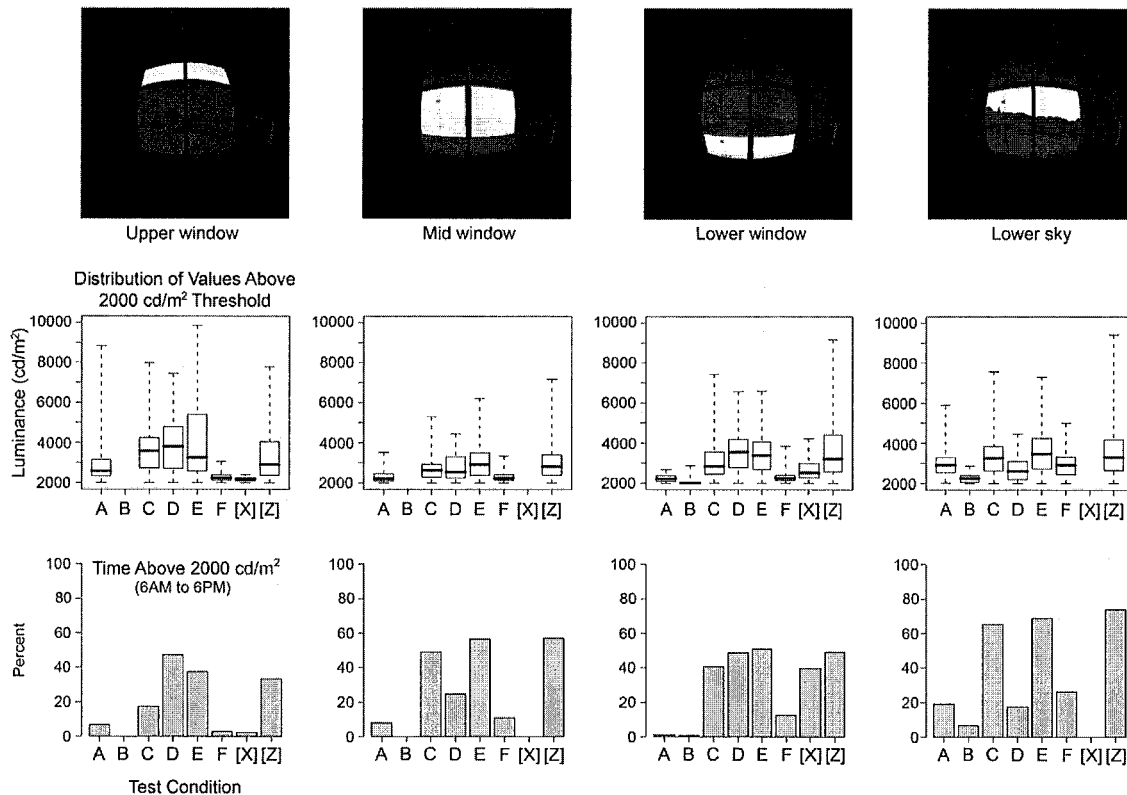 Upper window
Mid window
Lower window
Lower sky
Distribution of Values Above
2000 cd/m² Threshold
Luminance (cd/m²)
10000
8000
6000
4000
2000
A B C D E F [X] [Z]
10000
8000
6000
4000
2000
A B C D E F [X] [Z]
10000
8000
6000
4000
2000
A B C D E F [X] [Z]
10000
8000
6000
4000
2000
A B C D E F [X] [Z]
Time Above 2000 cd/m²
(6AM to 6PM)
Percent
100
80
60
40
20
0
A B C D E F [X] [Z]
Test Condition
100
80
60
40
20
0
A B C D E F [X] [Z]
100
80
60
40
20
0
A B C D E F [X] [Z]
100
80
60
40
20
0
A B C D E F [X] [Z]